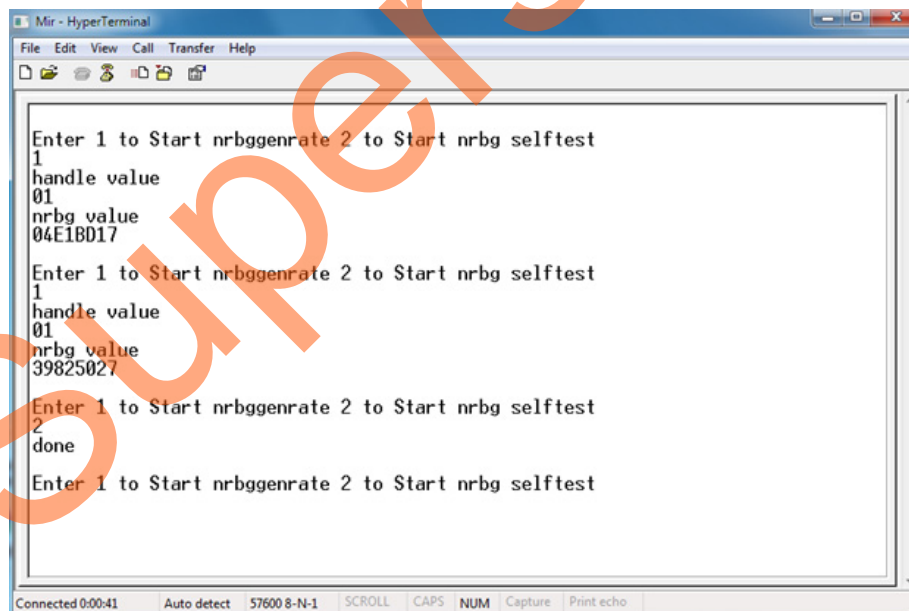 Mir - HyperTerminal
File Edit View Call Transfer Help
Enter 1 to Start nrbggenrate 2 to Start nrbg selftest
1
handle value
01
nrbg value
04E1BD17
Enter 1 to Start nrbggenrate 2 to Start nrbg selftest
1
handle value
01
nrbg value
39825027
Enter 1 to Start nrbggenrate 2 to Start nrbg selftest
2
done
Enter 1 to Start nrbggenrate 2 to Start nrbg selftest
Connected 0:00:41 Auto detect 57600 8-N-1 SCROLL CAPS NUM Capture Print echo
Supers